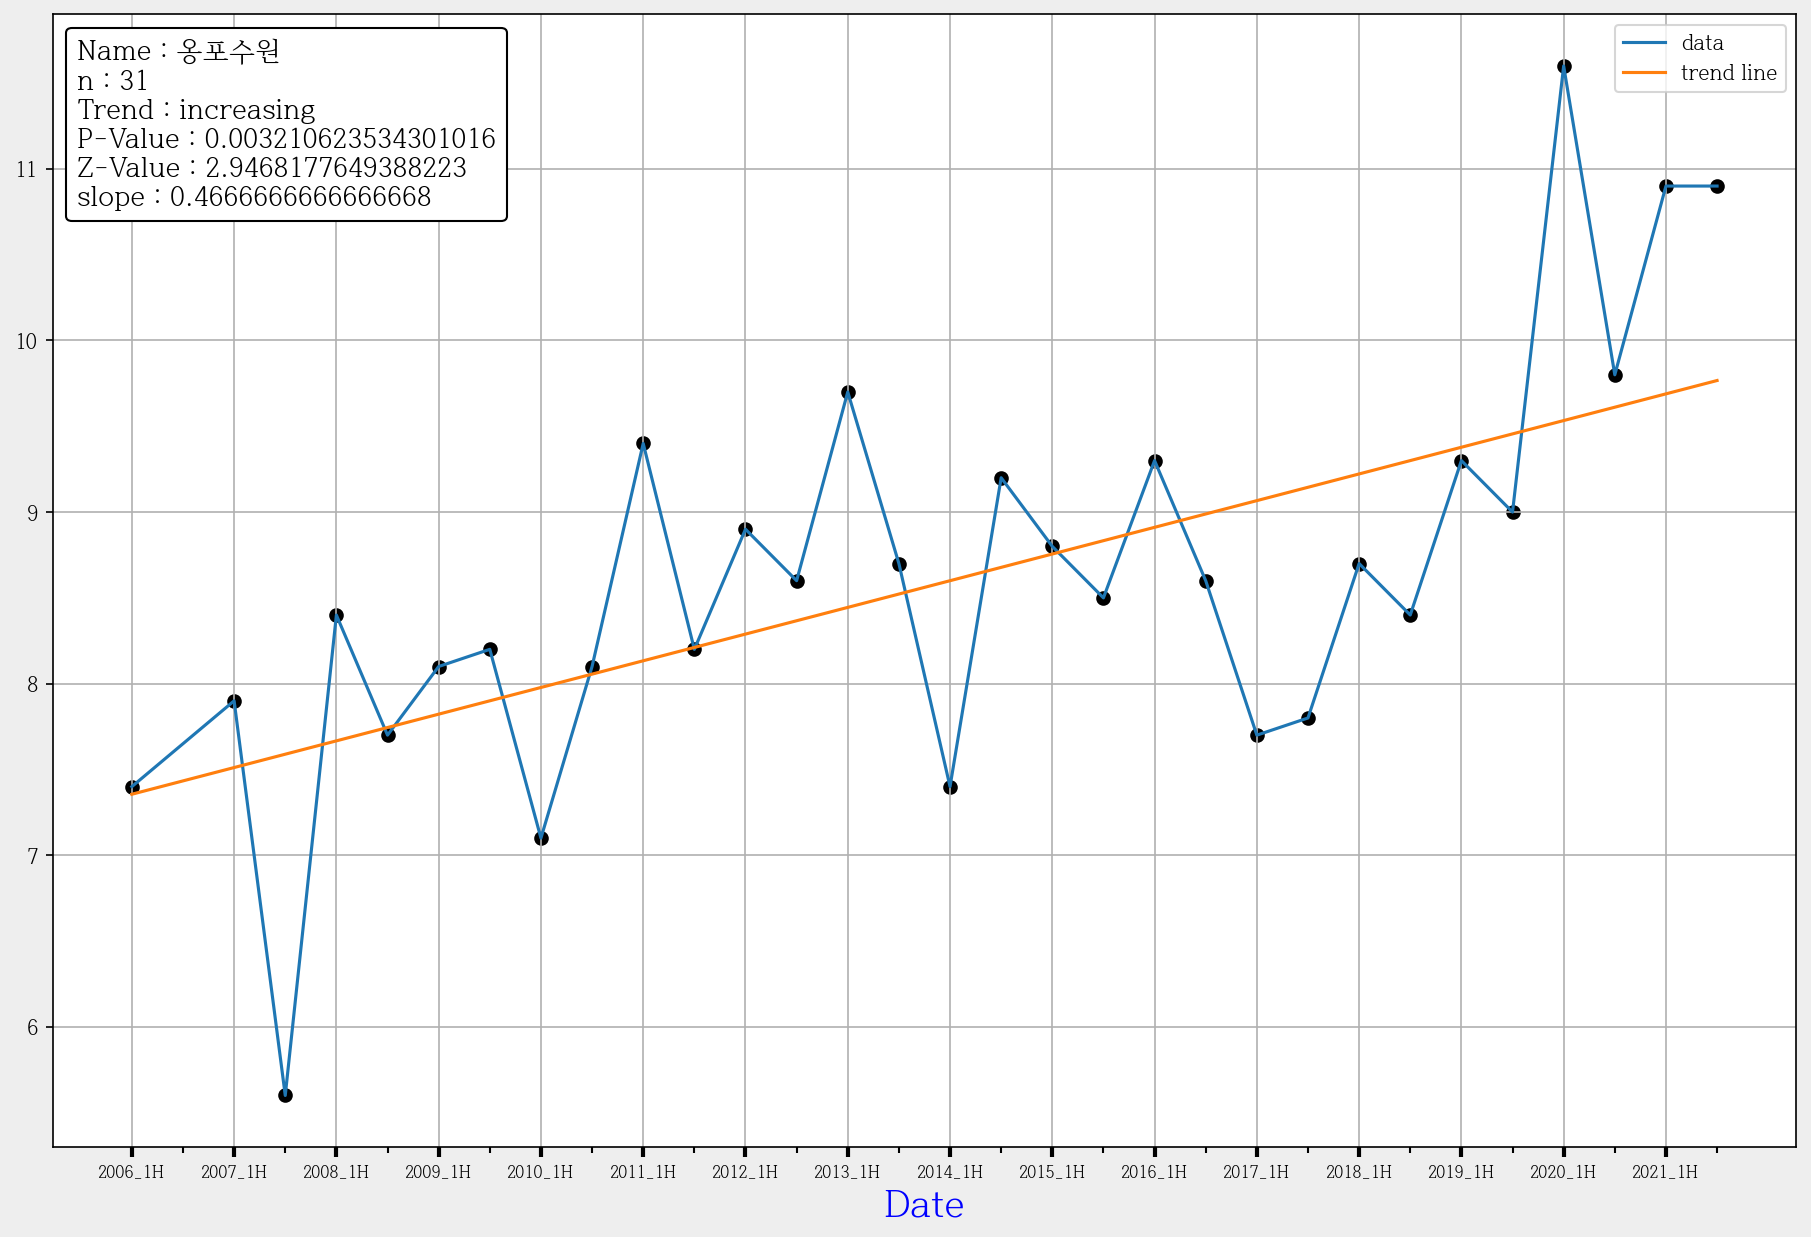 Name : 옹포수원
n : 31
Trend : increasing
P-Value : 0.003210623534301016
Z-Value : 2.9468177649388223
slope : 0.4666666666666668
data
trend line
11
10
9
8
7
6
2006_1H 2007_1H 2008_1H 2009_1H 2010_1H 2011_1H 2012_1H 2013_1H 2014_1H 2015_1H 2016_1H 2017_1H 2018_1H 2019_1H 2020_1H 2021_1H
Date